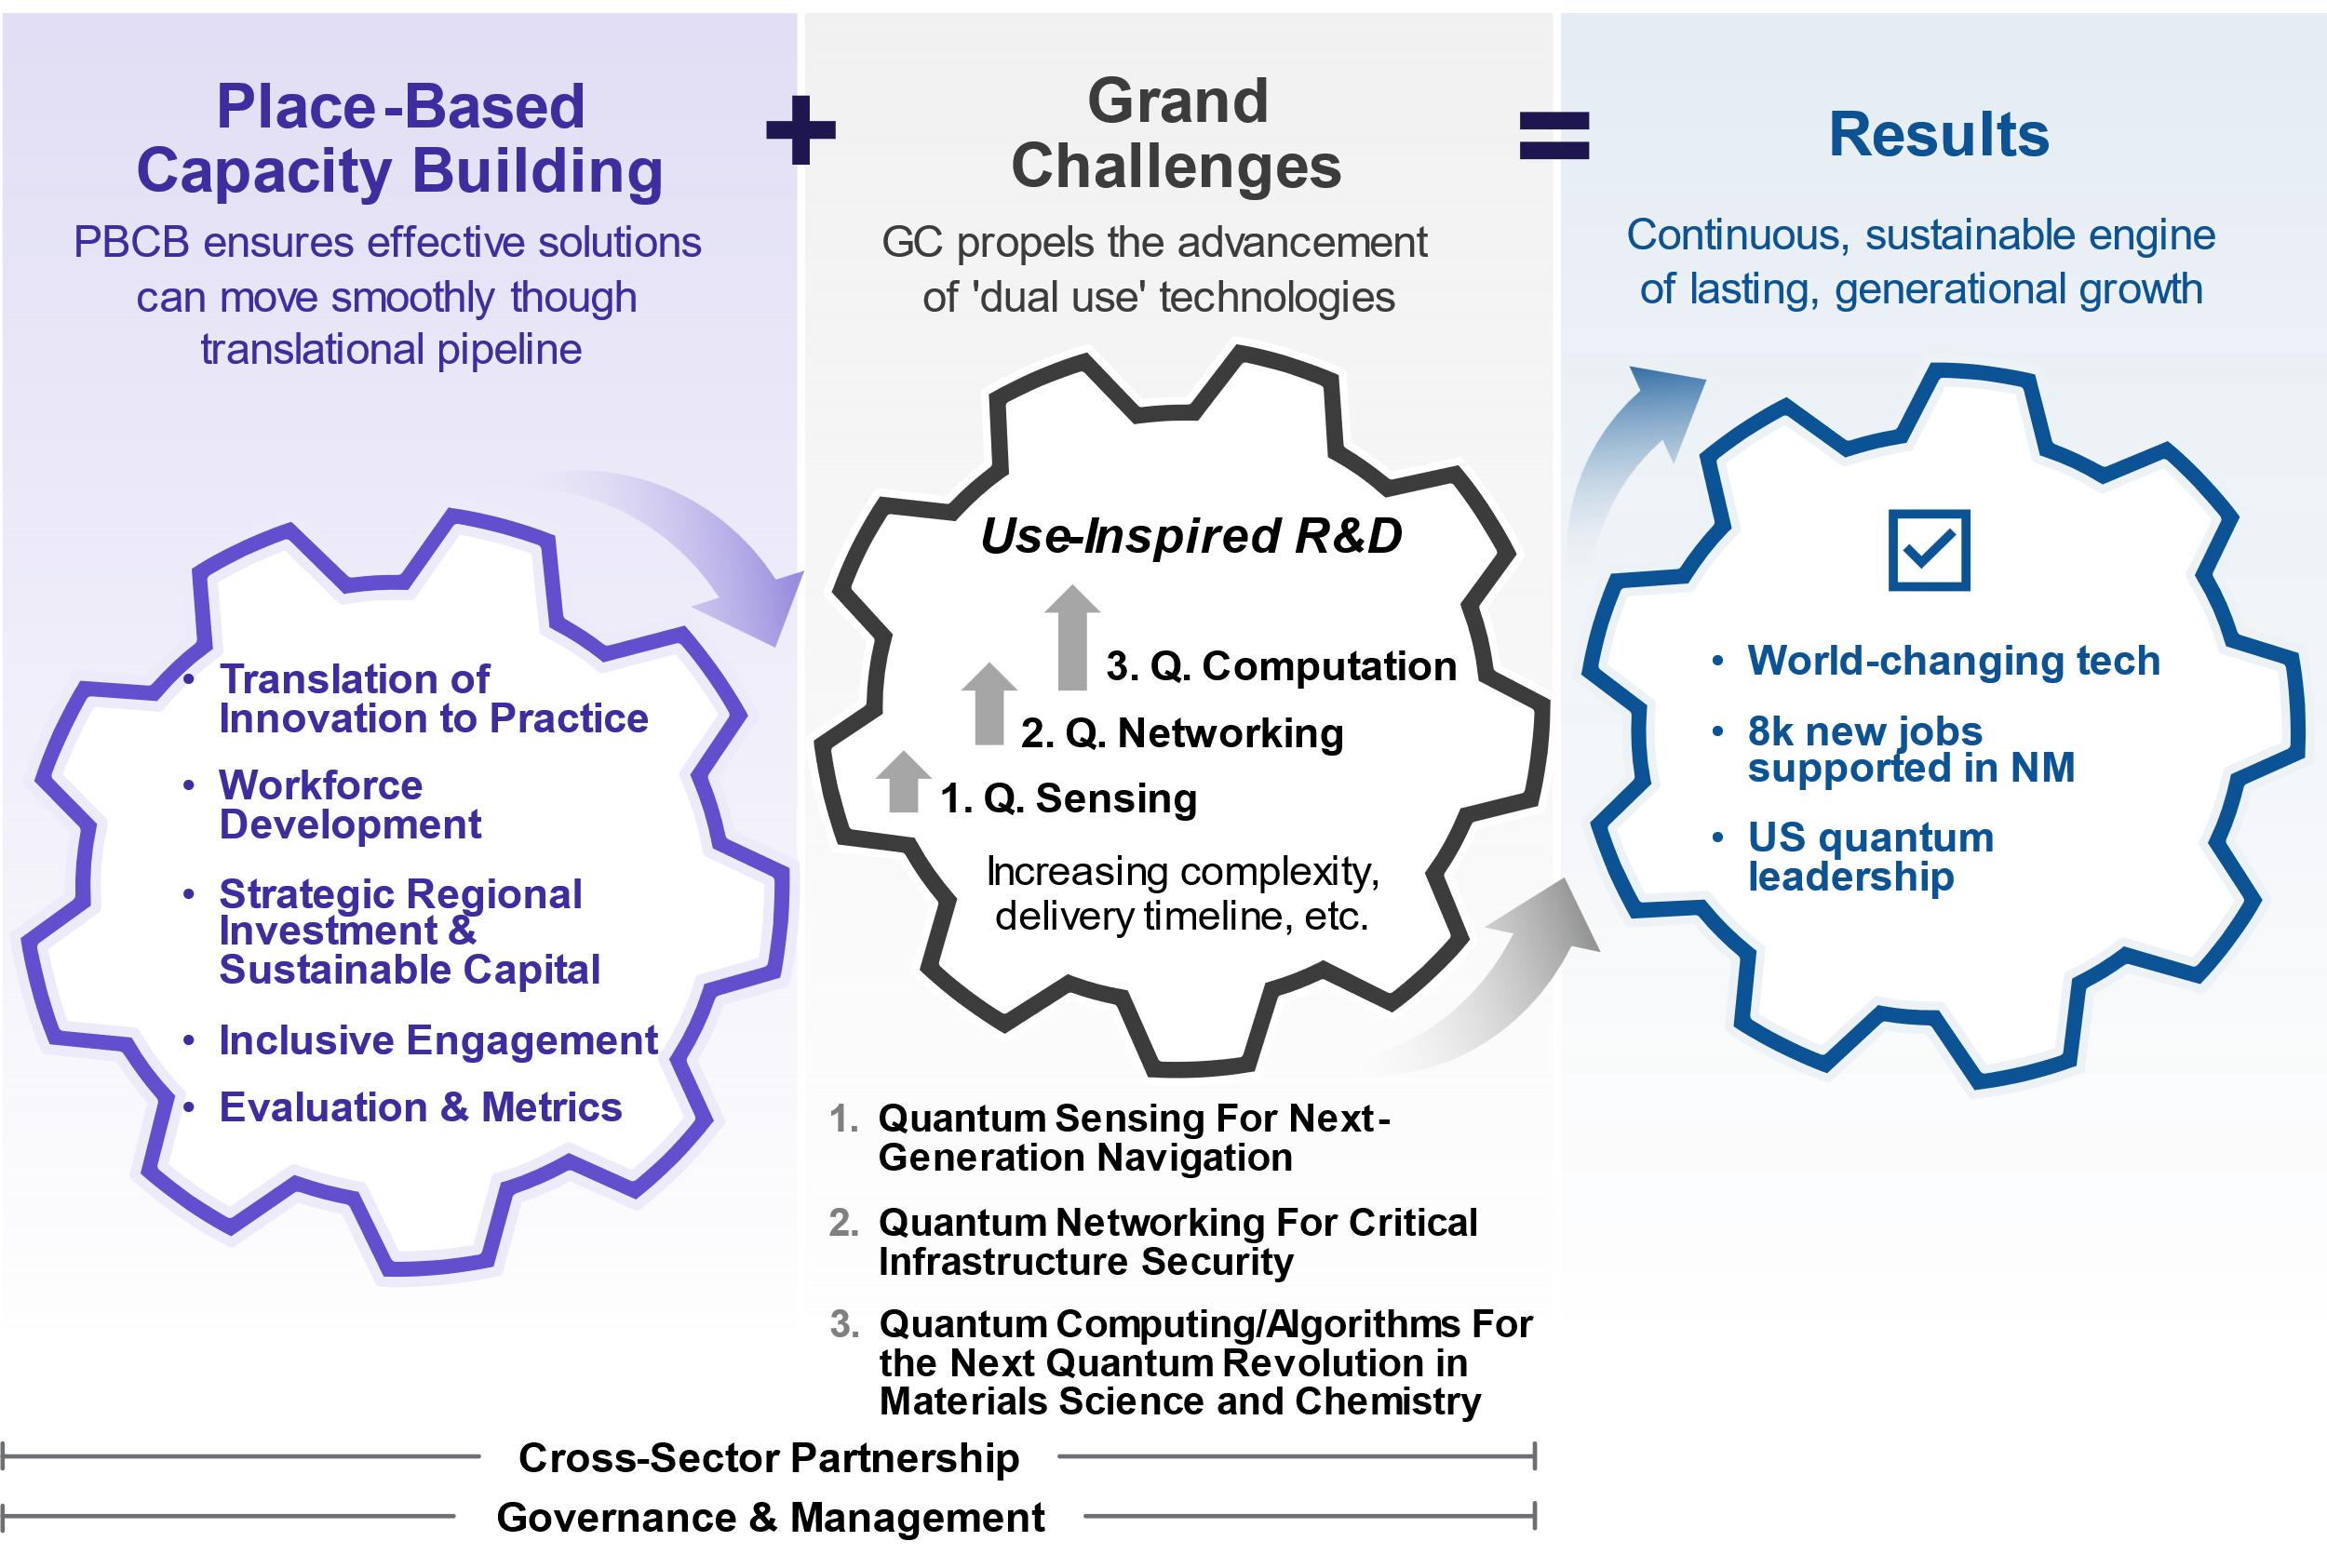 Place-Based
Capacity Building
PBCB ensures effective solutions
can move smoothly though
translational pipeline
• Translation of
Innovation to Practice
• Workforce
Development
• Strategic Regional
Investment &
Sustainable Capital
• Inclusive Engagement
• Evaluation & Metrics
+
Grand
Challenges
GC propels the advancement
of 'dual use' technologies
Use-Inspired R&D
3. Q. Computation
2. Q. Networking
1. Q. Sensing
Increasing complexity,
delivery timeline, etc.
1. Quantum Sensing For Next-
Generation Navigation
2. Quantum Networking For Critical
Infrastructure Security
3. Quantum Computing/Algorithms For
the Next Quantum Revolution in
Materials Science and Chemistry
=
Results
Continuous, sustainable engine
of lasting, generational growth
• World-changing tech
• 8k new jobs
supported in NM
• US quantum
leadership
Cross-Sector Partnership
Governance & Management